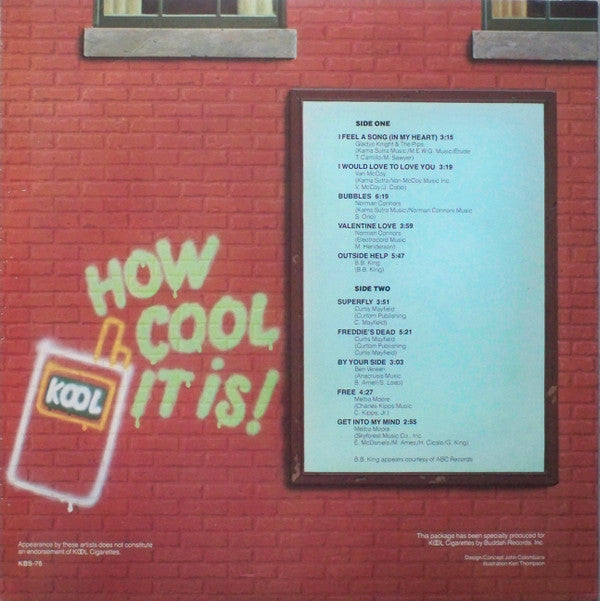 SIDE ONE
I FEEL A SONG (IN MY HEART) 3:15
Gladys Knight & The Pips
(Kama Sutra Music/M.E.W.G. Music/Etude
T. Camillo/M. Sawyer)
I WOULD LOVE TO LOVE YOU 3:19
Van McCoy
(Kama Sutra/Van-McCoy Music Inc.
V. McCoy/J. Cobb)
BUBBLES 6:19
Norman Connors
(Kama Sutra Music/Norman Connors Music
S. Ono)
VALENTINE LOVE 3:59
Norman Connors
(Electrocord Music
M. Henderson)
OUTSIDE HELP 5:47
B.B. King
(B.B. King)
SIDE TWO
SUPERFLY 3:51
Curtis Mayfield
(Curtom Publishing
C. Mayfield)
FREDDIE'S DEAD 5:21
Curtis Mayfield
(Curtom Publishing
Curtis Mayfield)
BY YOUR SIDE 3:03
Ben Vereen
(Anacrusis Music
B. Arnell/S. Loeb)
FREE 4:27
Melba Moore
(Charles Kipps Music
C. Kipps, Jr.)
GET INTO MY MIND 2:55
Melba Moore
(Skyforest Music Co., Inc.
E. McDaniels/M. Ames/H. Cicala/G. King)
B.B. King appears courtesy of ABC Records
HOW
COOL
IT iS!
KOOL
Appearance by these artists does not constitute
an endorsement of KOOL Cigarettes.
KBS-76
This package has been specially produced for
KOOL Cigarettes by Buddah Records, Inc.
Design Concept John Colombana
Illustration Ken Thompson